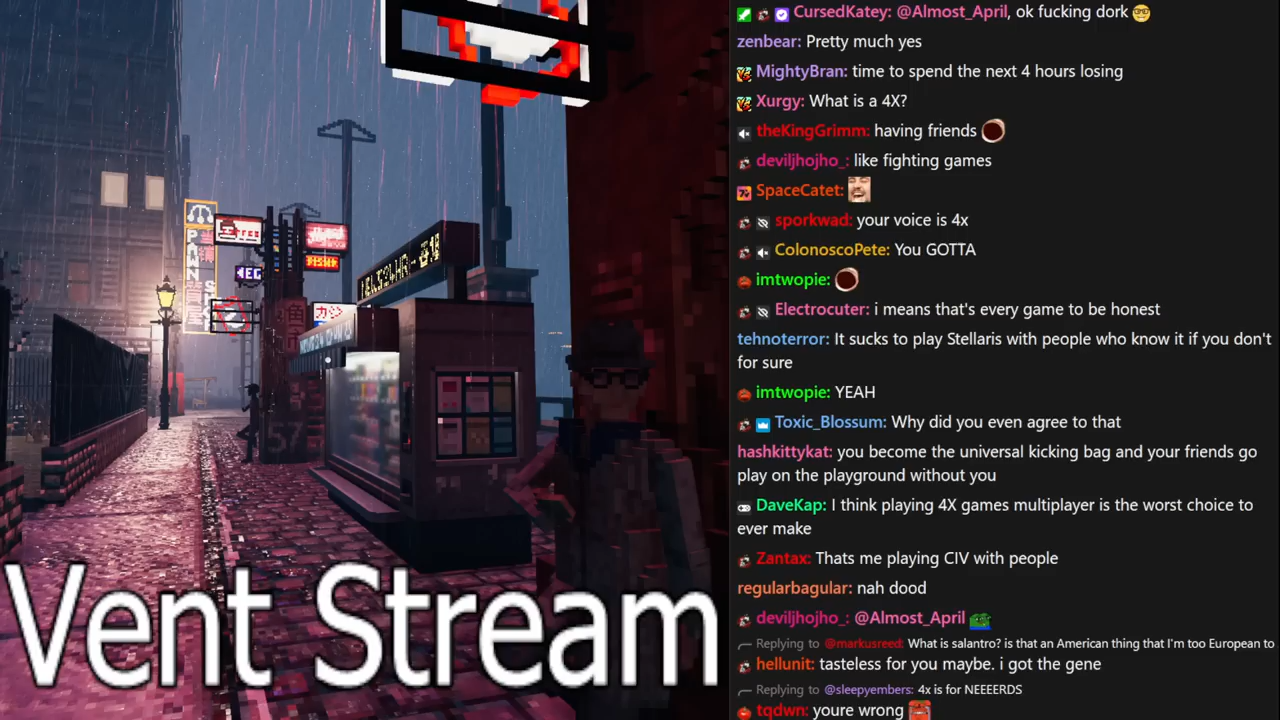 CursedKatey: @Almost_April, ok fucking dork
zenbear: Pretty much yes
MightyBran: time to spend the next 4 hours losing
Xurgy: What is a 4X?
theKingGrimm: having friends
deviljhojho_: like fighting games
SpaceCatet:
sporkwad: your voice is 4x
ColonoscoPete: You GOTTA
imtwopie:
Electrocuter: i means that's every game to be honest
tehnoterror: It sucks to play Stellaris with people who know it if you don't
for sure
imtwopie: YEAH
Toxic_Blossum: Why did you even agree to that
hashkittykat: you become the universal kicking bag and your friends go
play on the playground without you
DaveKap: I think playing 4X games multiplayer is the worst choice to
ever make
Zantax: Thats me playing CIV with people
regularbagular: nah dood
deviljhojho_: @Almost_April
Replying to @markusreed: What is salantro? is that an American thing that I'm too European to
hellunit: tasteless for you maybe. i got the gene
Replying to @sleepyembers: 4x is for NEEEERDS
tqdwn: youre wrong
PAWN
57
Vent Stream